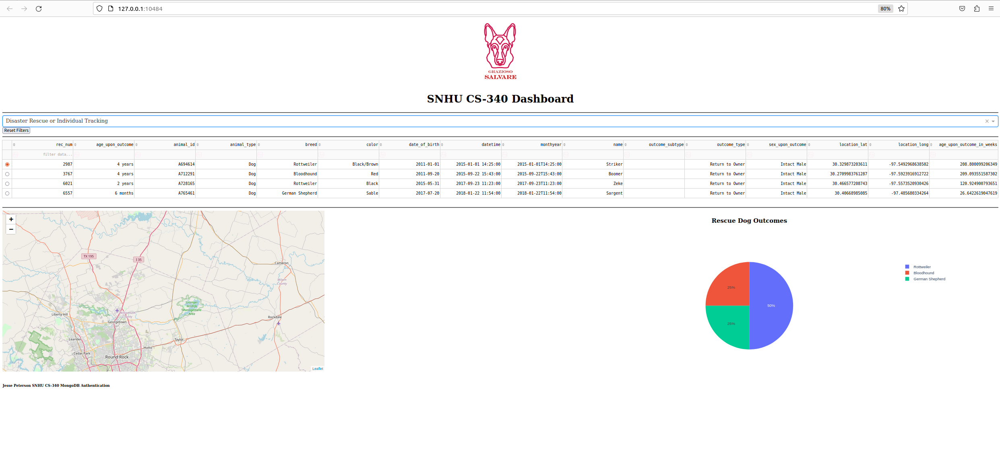 127.0.0.1:10484
80%
GRAZIOSO
SALVARE
SNHU CS-340 Dashboard
Disaster Rescue or Individual Tracking
Reset Filters
rec_num age_upon_outcome animal_id animal_type breed color date_of_birth datetime monthyear name outcome_subtype outcome_type sex_upon_outcome location_lat location_long age_upon_outcome_in_weeks
filter data...
2987 4 years A694614 Dog Rottweiler Black/Brown 2011-01-01 2015-01-01 14:25:00 2015-01-01T14:25:00 Striker Return to Owner Intact Male 30.329873203611 -97.5492968638502 208.800099206349
3767 4 years A712291 Dog Bloodhound Red 2011-09-20 2015-09-22 15:43:00 2015-09-22T15:43:00 Boomer Return to Owner Intact Male 30.2709983761287 -97.5923916912722 209.093551587302
6021 2 years A728165 Dog Rottweiler Black 2015-05-31 2017-09-23 11:23:00 2017-09-23T11:23:00 Zeke Return to Owner Intact Male 30.466577208743 -97.5573520930426 120.924900793651
6557 6 months A765461 Dog German Shepherd Sable 2017-07-20 2018-01-22 11:54:00 2018-01-22T11:54:00 Sargent Return to Owner Intact Male 30.40668985085 -97.485680334264 26.6422619047619
+
−
TX 195
I 35
Cameron
Milam
County
Granger
Wildlife
Management
Area
Williamson
County
Liberty Hill
Georgetown
Rockdale
Leander
Taylor
Hutto
Cedar Park
Round Rock
Leaflet
Rescue Dog Outcomes
Rottweiler
Bloodhound
German Shepherd
25%
50%
25%
Jesse Peterson SNHU CS-340 MongoDB Authentication